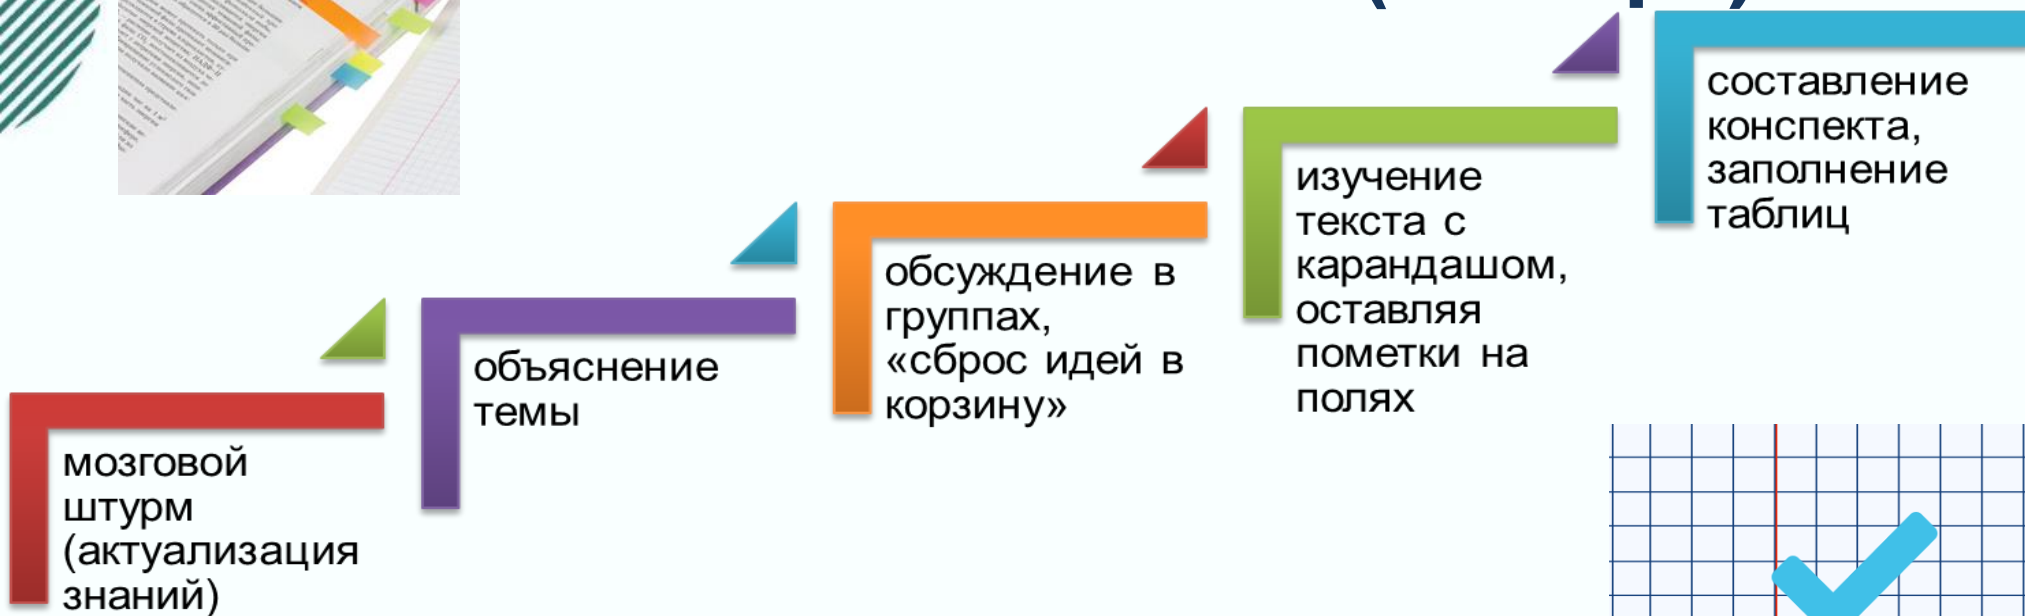 мозговой
штурм
(актуализация
знаний)
объяснение
темы
обсуждение в
группах,
«сброс идей в
корзину»
изучение
текста с
карандашом,
оставляя
пометки на
полях
составление
конспекта,
заполнение
таблиц